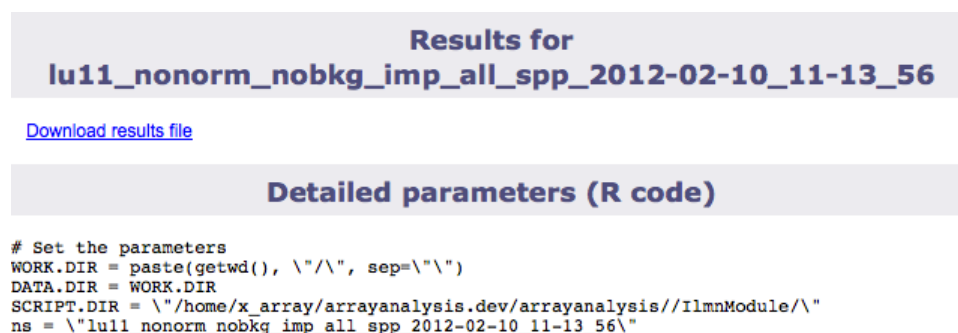 Results for
lu11_nonorm_nobkg_imp_all_spp_2012-02-10_11-13_56
Download results file
Detailed parameters (R code)
# Set the parameters
WORK.DIR = paste(getwd(), \"/\", sep=\"\")
DATA.DIR = WORK.DIR
SCRIPT.DIR = \"/home/x_array/arrayanalysis.dev/arrayanalysis//IlmnModule/\"
ns = \"lu11_nonorm_nobkg_imp_all_spp_2012-02-10_11-13_56\"